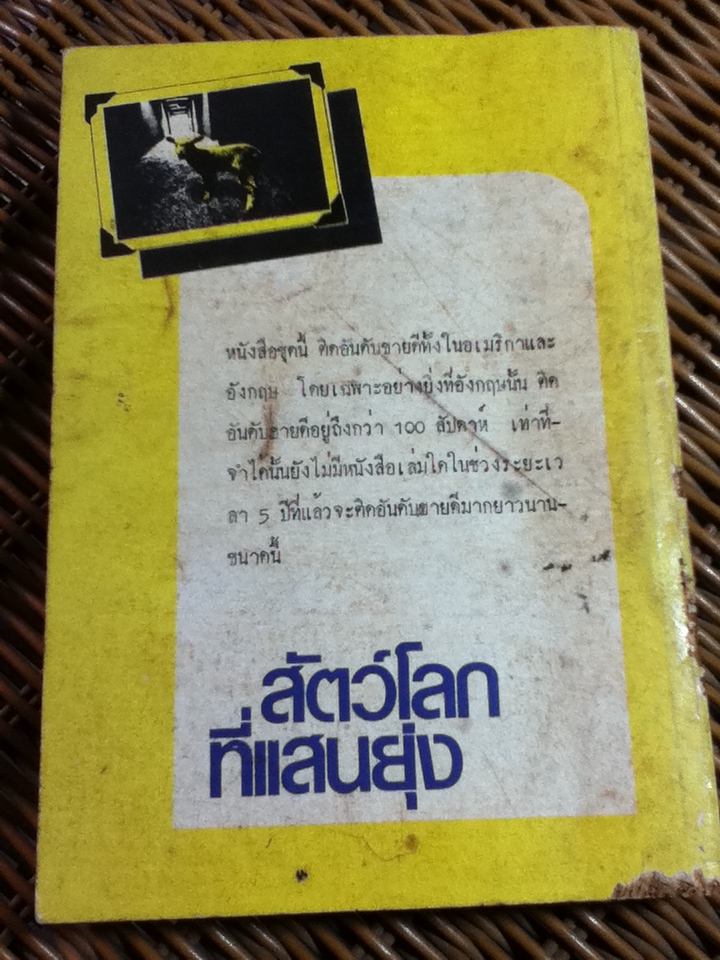 หนังสือชุดนี้ ติดอันดับขายดีทั้งในอเมริกาและ
อังกฤษ โดยเฉพาะอย่างยิ่งที่อังกฤษนั้น ติด
อันดับขายดีอยู่ถึงกว่า 100 สัปดาห์ เท่าที่-
จำได้นั้นยังไม่มีหนังสือเล่มใดในช่วงระยะเว
ลา 5 ปีที่แล้วจะติดอันดับขายดีมากยาวนาน-
ขนาดนี้
สัตว์โลก
ที่แสนยุ่ง